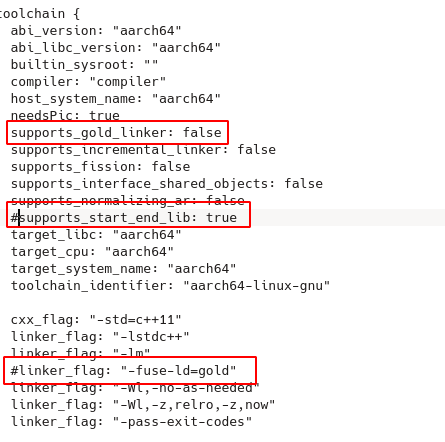 toolchain {
abi_version: "aarch64"
abi_libc_version: "aarch64"
builtin_sysroot: ""
compiler: "compiler"
host_system_name: "aarch64"
needsPic: true
supports_gold_linker: false
supports_incremental_linker: false
supports_fission: false
supports_interface_shared_objects: false
supports_normalizing_ar: false
#supports_start_end_lib: true
target_libc: "aarch64"
target_cpu: "aarch64"
target_system_name: "aarch64"
toolchain_identifier: "aarch64-linux-gnu"
cxx_flag: "-std=c++11"
linker_flag: "-lstdc++"
linker_flag: "-lm"
#linker_flag: "-fuse-ld=gold"
linker_flag: "-Wl,-no-as-needed"
linker_flag: "-Wl,-z,relro,-z,now"
linker_flag: "-pass-exit-codes"